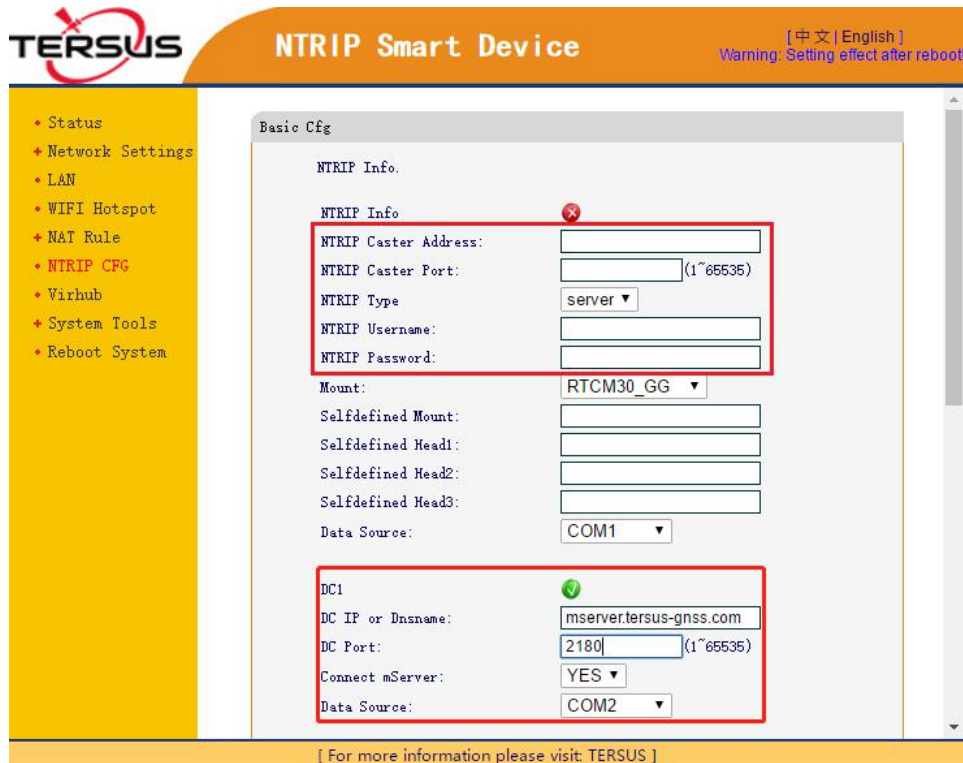 TERSUS
NTRIP Smart Device
[ 中 文 | English ]
Warning: Setting effect after reboot!
• Status
+ Network Settings
• LAN
• WIFI Hotspot
+ NAT Rule
• NTRIP CFG
• Virhub
+ System Tools
• Reboot System
Basic Cfg
NTRIP Info.
NTRIP Info
NTRIP Caster Address:
NTRIP Caster Port: (1~65535)
NTRIP Type server ▼
NTRIP Username:
NTRIP Password:
Mount: RTCM30_GG ▼
Selfdefined Mount:
Selfdefined Head1:
Selfdefined Head2:
Selfdefined Head3:
Data Source: COM1 ▼
DC1
DC IP or Dnsname: mserver.tersus-gnss.com
DC Port: 2180 (1~65535)
Connect mServer: YES ▼
Data Source: COM2 ▼
[ For more information please visit: TERSUS ]